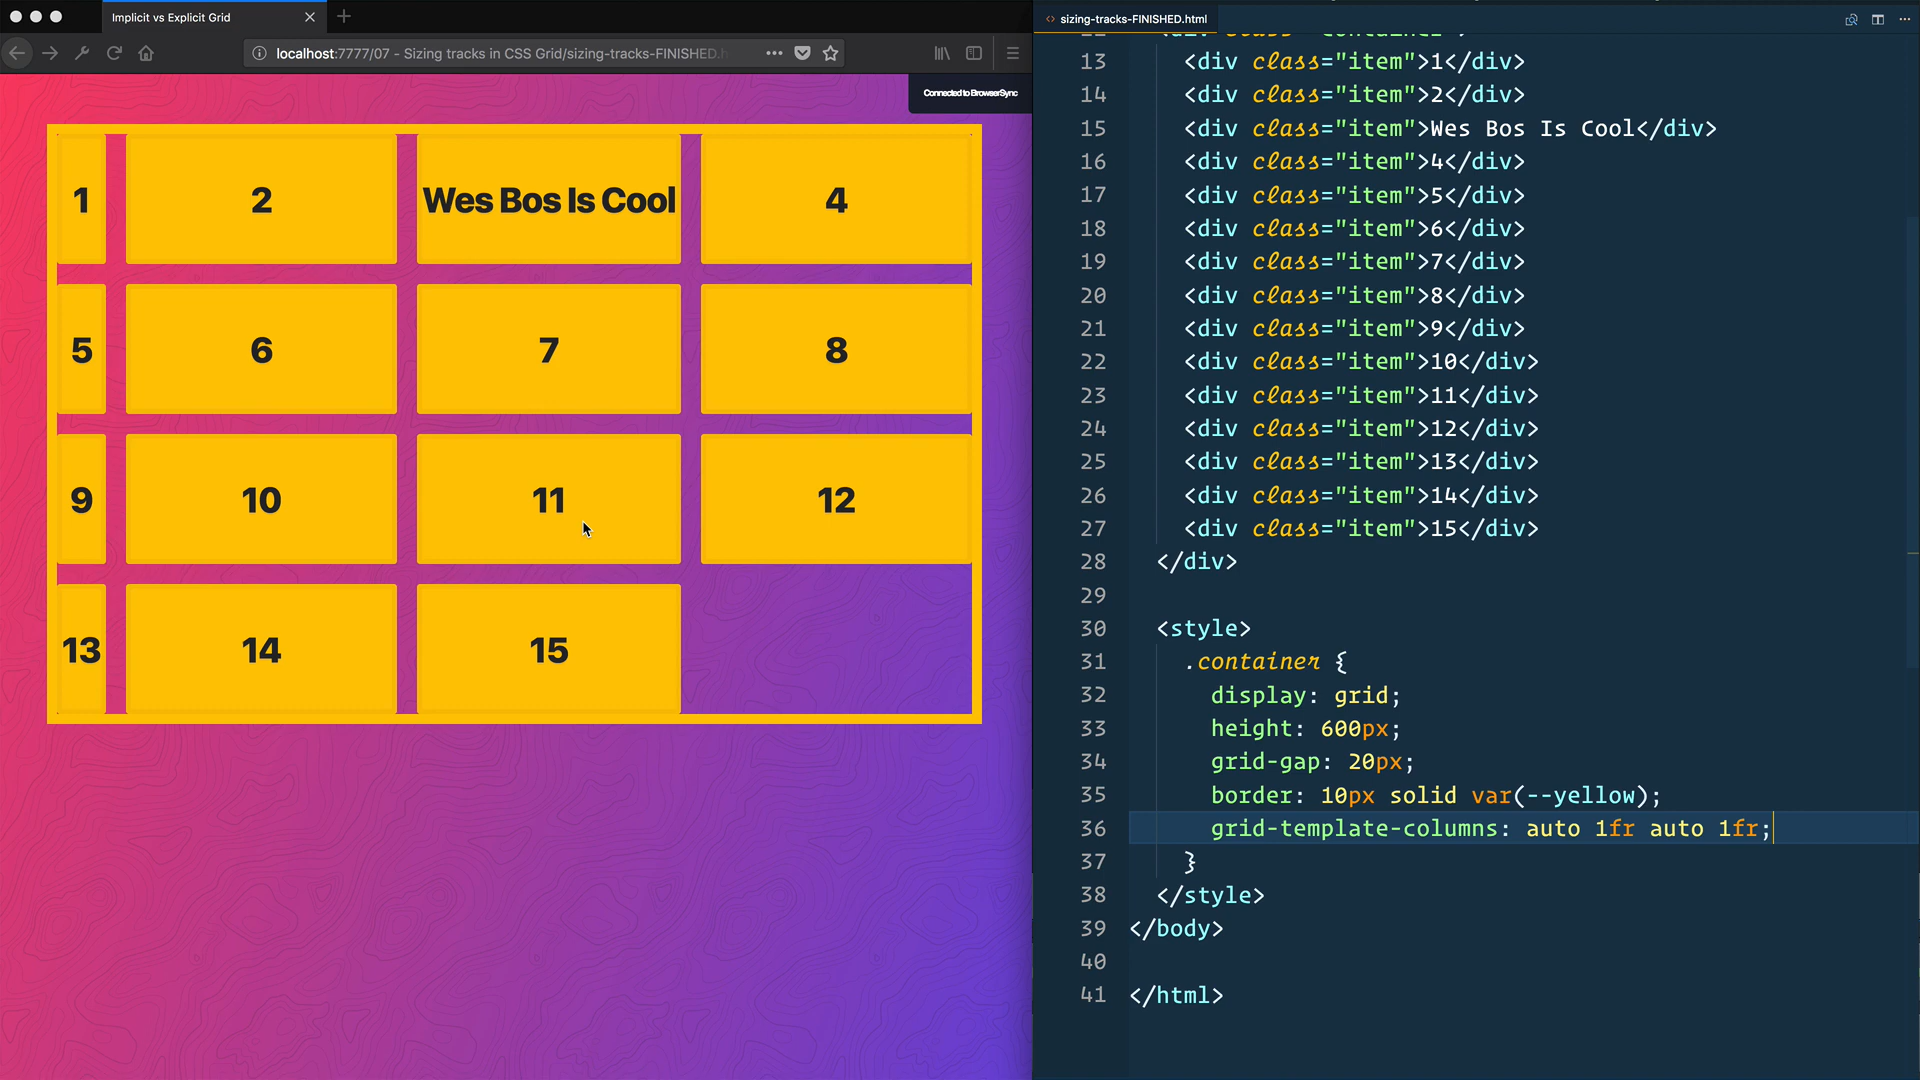 Implicit vs Explicit Grid
localhost:7777/07 - Sizing tracks in CSS Grid/sizing-tracks-FINISHED.h
Connected to BrowserSync
1
2
Wes Bos Is Cool
4
5
6
7
8
9
10
11
12
13
14
15
sizing-tracks-FINISHED.html
13 <div class="item">1</div>
14 <div class="item">2</div>
15 <div class="item">Wes Bos Is Cool</div>
16 <div class="item">4</div>
17 <div class="item">5</div>
18 <div class="item">6</div>
19 <div class="item">7</div>
20 <div class="item">8</div>
21 <div class="item">9</div>
22 <div class="item">10</div>
23 <div class="item">11</div>
24 <div class="item">12</div>
25 <div class="item">13</div>
26 <div class="item">14</div>
27 <div class="item">15</div>
28 </div>
29
30 <style>
31 .container {
32 display: grid;
33 height: 600px;
34 grid-gap: 20px;
35 border: 10px solid var(--yellow);
36 grid-template-columns: auto 1fr auto 1fr;
37 }
38 </style>
39 </body>
40
41 </html>